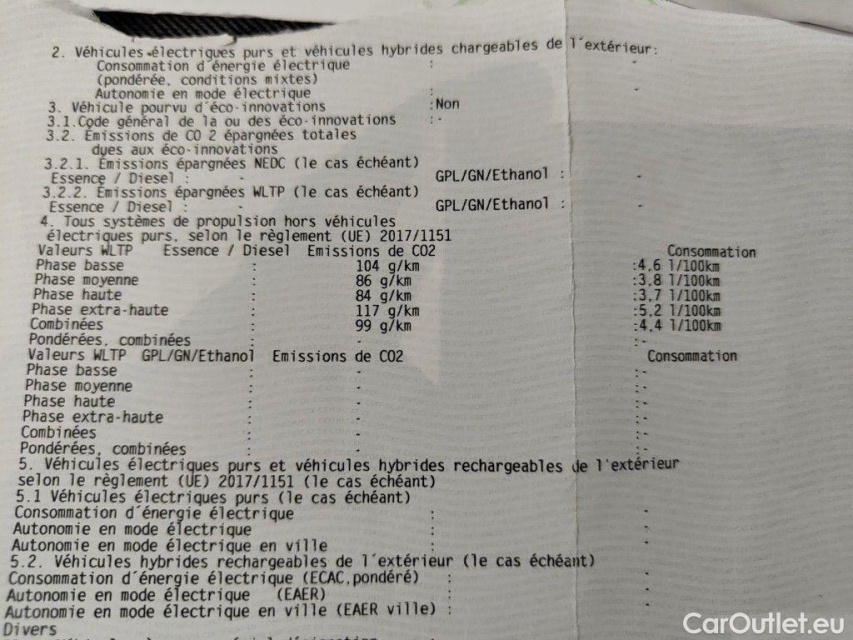 2. Véhicules électriques purs et véhicules hybrides chargeables de l'extérieur:
Consommation d'énergie électrique : -
(pondérée, conditions mixtes)
Autonomie en mode électrique : -
3. Véhicule pourvu d'éco-innovations :Non
3.1.Code général de la ou des éco-innovations :-
3.2. Emissions de CO 2 épargnées totales
dues aux éco-innovations
3.2.1. Émissions épargnées NEDC (le cas échéant)
Essence / Diesel : - GPL/GN/Ethanol : -
3.2.2. Émissions épargnées WLTP (le cas échéant)
Essence / Diesel : - GPL/GN/Ethanol : -
4. Tous systèmes de propulsion hors véhicules
électriques purs, selon le règlement (UE) 2017/1151
Valeurs WLTP Essence / Diesel Emissions de CO2 Consommation
Phase basse : 104 g/km :4,6 l/100km
Phase moyenne : 86 g/km :3,8 l/100km
Phase haute : 84 g/km :3,7 l/100km
Phase extra-haute : 117 g/km :5,2 l/100km
Combinées : 99 g/km :4,4 l/100km
Pondérées, combinées : - :-
Valeurs WLTP GPL/GN/Ethanol Emissions de CO2 Consommation
Phase basse : - :-
Phase moyenne : - :-
Phase haute : - :-
Phase extra-haute : - :-
Combinées : - :-
Pondérées, combinées : - :-
5. Véhicules électriques purs et véhicules hybrides rechargeables de l'extérieur
selon le règlement (UE) 2017/1151 (le cas échéant)
5.1 Véhicules électriques purs (le cas échéant)
Consommation d'énergie électrique : -
Autonomie en mode électrique : -
Autonomie en mode électrique en ville : -
5.2. Véhicules hybrides rechargeables de l'extérieur (le cas échéant)
Consommation d'énergie électrique (ECAC,pondéré) : -
Autonomie en mode électrique (EAER) : -
Autonomie en mode électrique en ville (EAER ville) : -
Divers
CarOutlet.eu